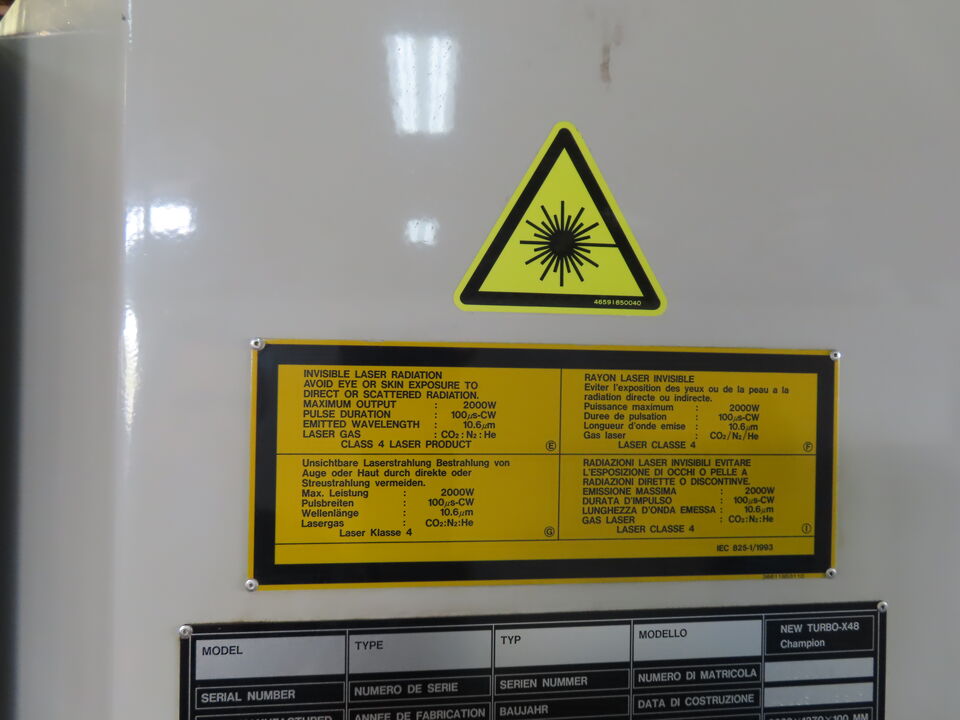 46591850040
INVISIBLE LASER RADIATION
AVOID EYE OR SKIN EXPOSURE TO
DIRECT OR SCATTERED RADIATION.
MAXIMUM OUTPUT : 2000W
PULSE DURATION : 100μs-CW
EMITTED WAVELENGTH : 10.6μm
LASER GAS : CO2:N2:He
CLASS 4 LASER PRODUCT E
RAYON LASER INVISIBLE
Eviter l'exposition des yeux ou de la peau a la
radiation directe ou indirecte.
Puissance maximum : 2000W
Duree de pulsation : 100μs-CW
Longueur d'onde emise : 10.6μm
Gas laser : CO2/N2/He
LASER CLASSE 4 F
Unsichtbare Laserstrahlung Bestrahlung von
Auge oder Haut durch direkte oder
Streustrahlung vermeiden.
Max. Leistung : 2000W
Pulsbreiten : 100μs-CW
Wellenlänge : 10.6μm
Lasergas : CO2:N2:He
Laser Klasse 4 G
RADIAZIONI LASER INVISIBILI EVITARE
L'ESPOSIZIONE DI OCCHI O PELLE A
RADIAZIONI DIRETTE O DISCONTINVE.
EMISSIONE MASSIMA : 2000W
DURATA D'IMPULSO : 100μs-CW
LUNGHEZZA D'ONDA EMESSA : 10.6μm
GAS LASER : CO2:N2:He
LASER CLASSE 4 I
IEC 825-1/1993
MODEL TYPE TYP MODELLO NEW TURBO-X48
Champion
SERIAL NUMBER NUMERO DE SERIE SERIEN NUMMER NUMERO DI MATRICOLA
ANNEE DE FABRICATION BAUJAHR DATA DI COSTRUZIONE